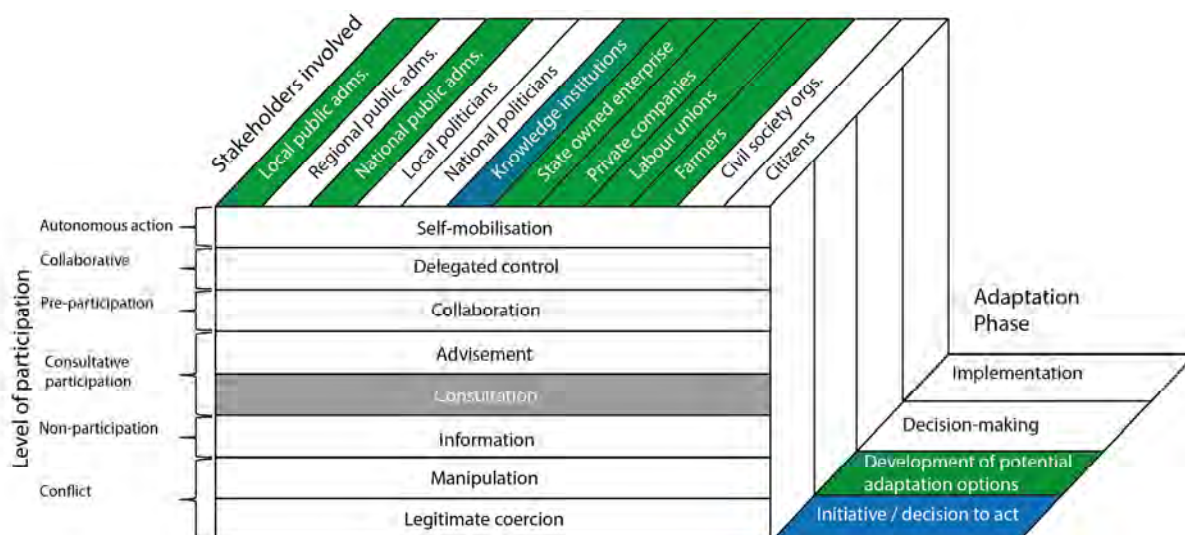 Stakeholders involved
Local public adms.
Regional public adms.
National public adms.
Local politicians
National politicians
Knowledge institutions
State owned enterprise
Private companies
Labour unions
Farmers
Civil society orgs.
Citizens
Level of participation
Autonomous action
Self-mobilisation
Collaborative
Delegated control
Pre-participation
Collaboration
Consultative
participation
Advisement
Consultation
Non-participation
Information
Conflict
Manipulation
Legitimate coercion
Adaptation
Phase
Implementation
Decision-making
Development of potential
adaptation options
Initiative / decision to act